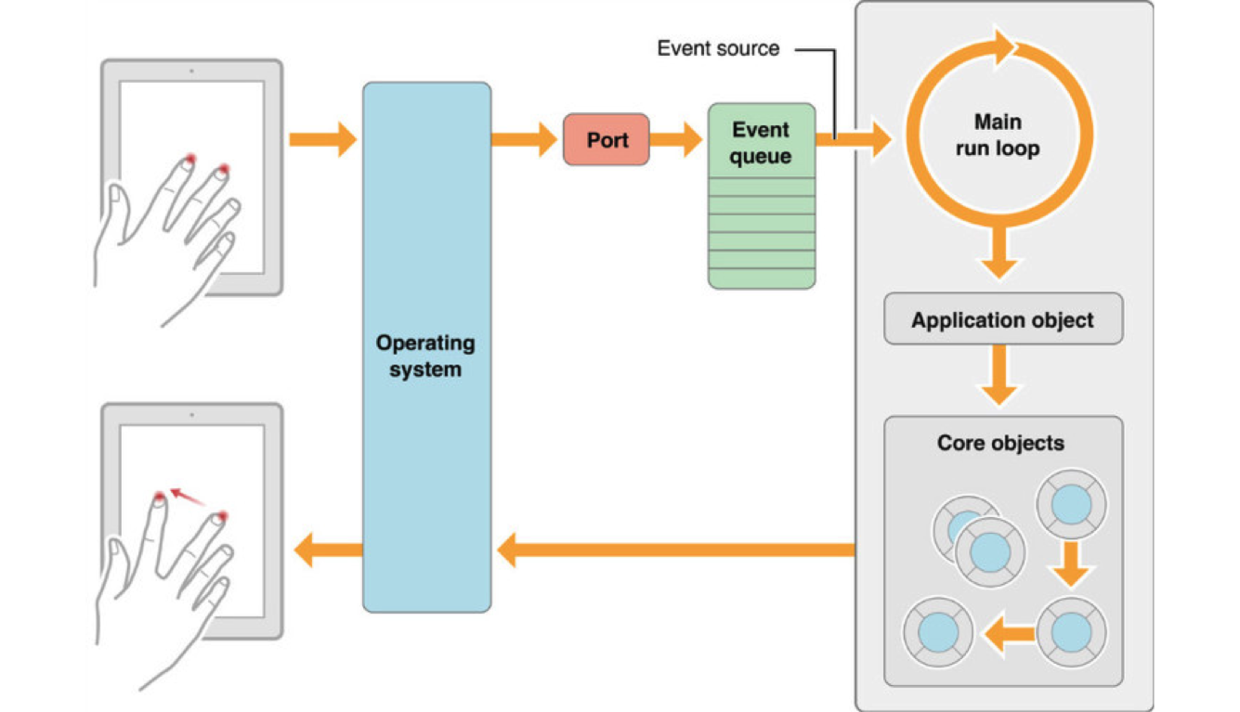 Event source
Port
Event
queue
Main
run loop
Operating
system
Application object
Core objects